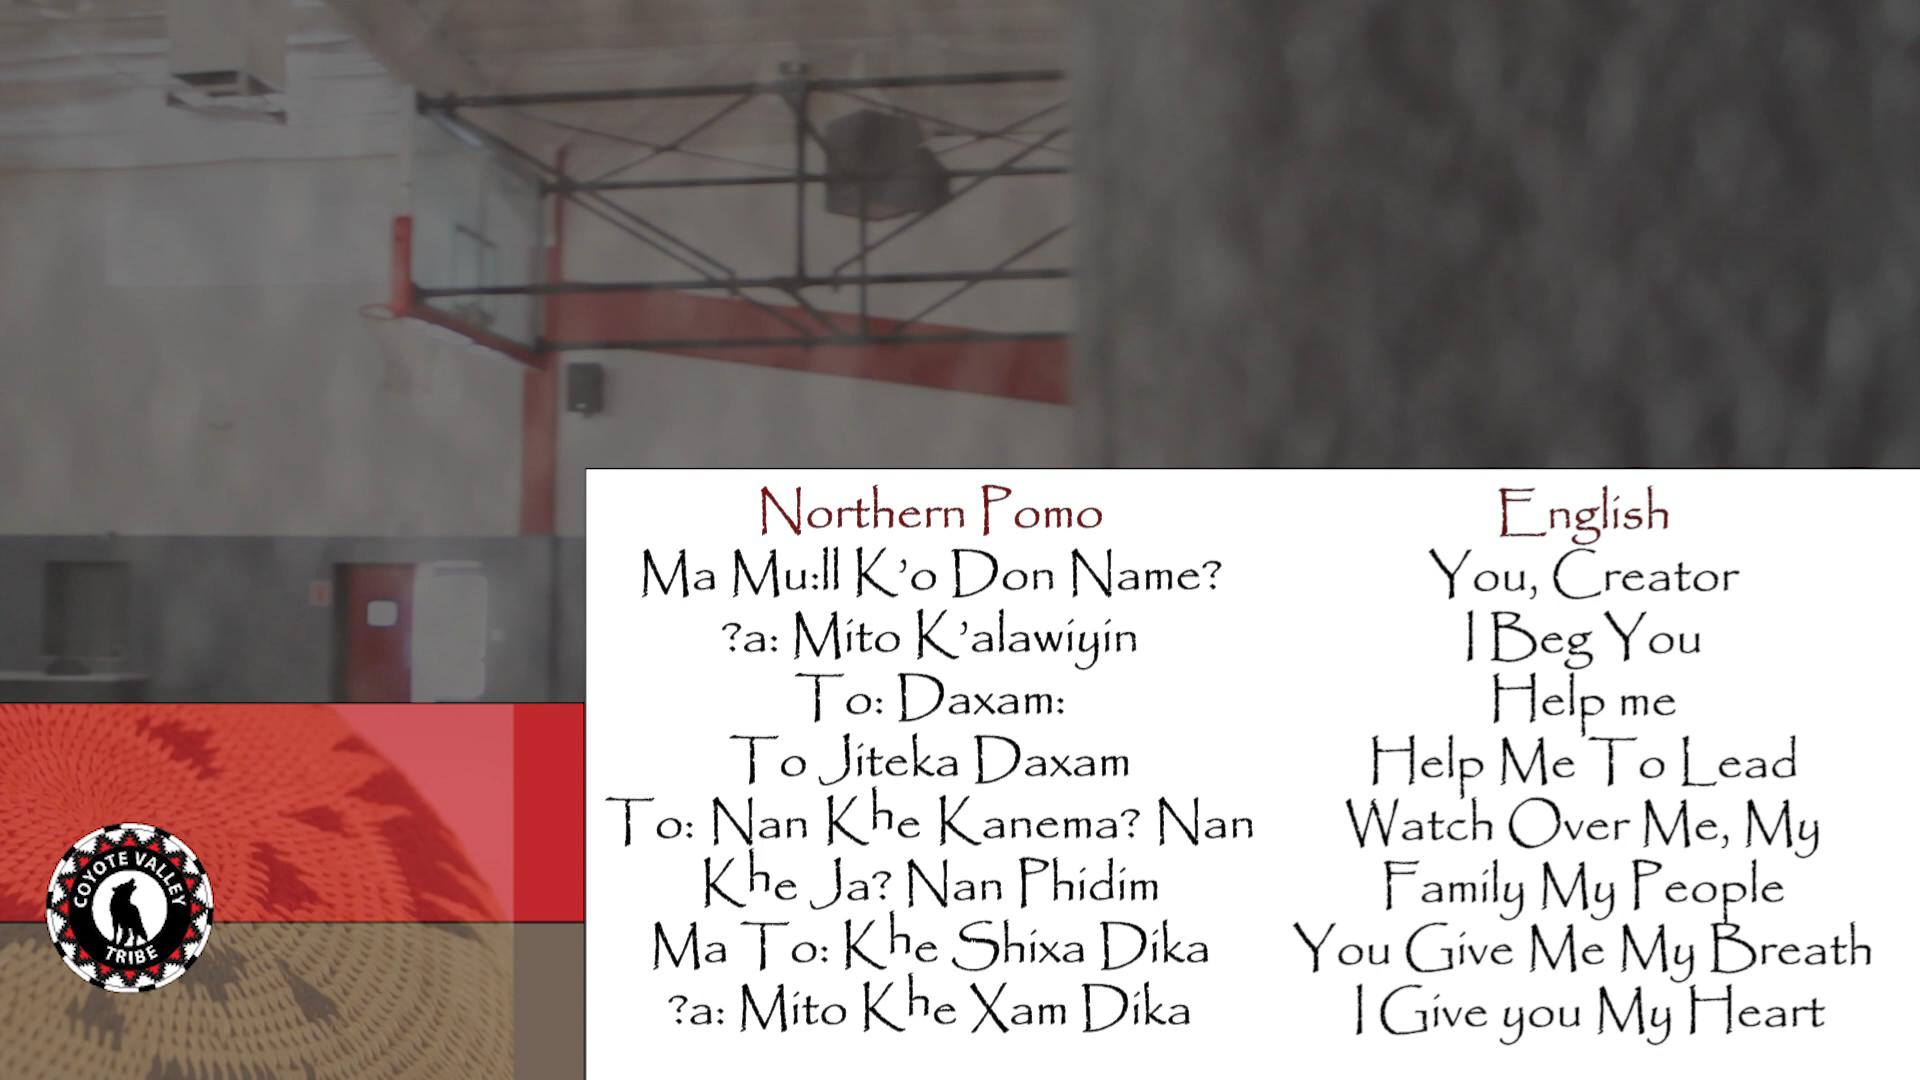 Northern Pomo
Ma Mu:ll K’o Don Name?
?a: Mito K’alawiyin
To: Daxam:
To Jiteka Daxam
To: Nan Khe Kanema? Nan
Khe Ja? Nan Phidim
Ma To: Khe Shixa Dika
?a: Mito Khe Xam Dika
English
You, Creator
I Beg You
Help me
Help Me To Lead
Watch Over Me, My
Family My People
You Give Me My Breath
I Give you My Heart
COYOTE VALLEY
TRIBE